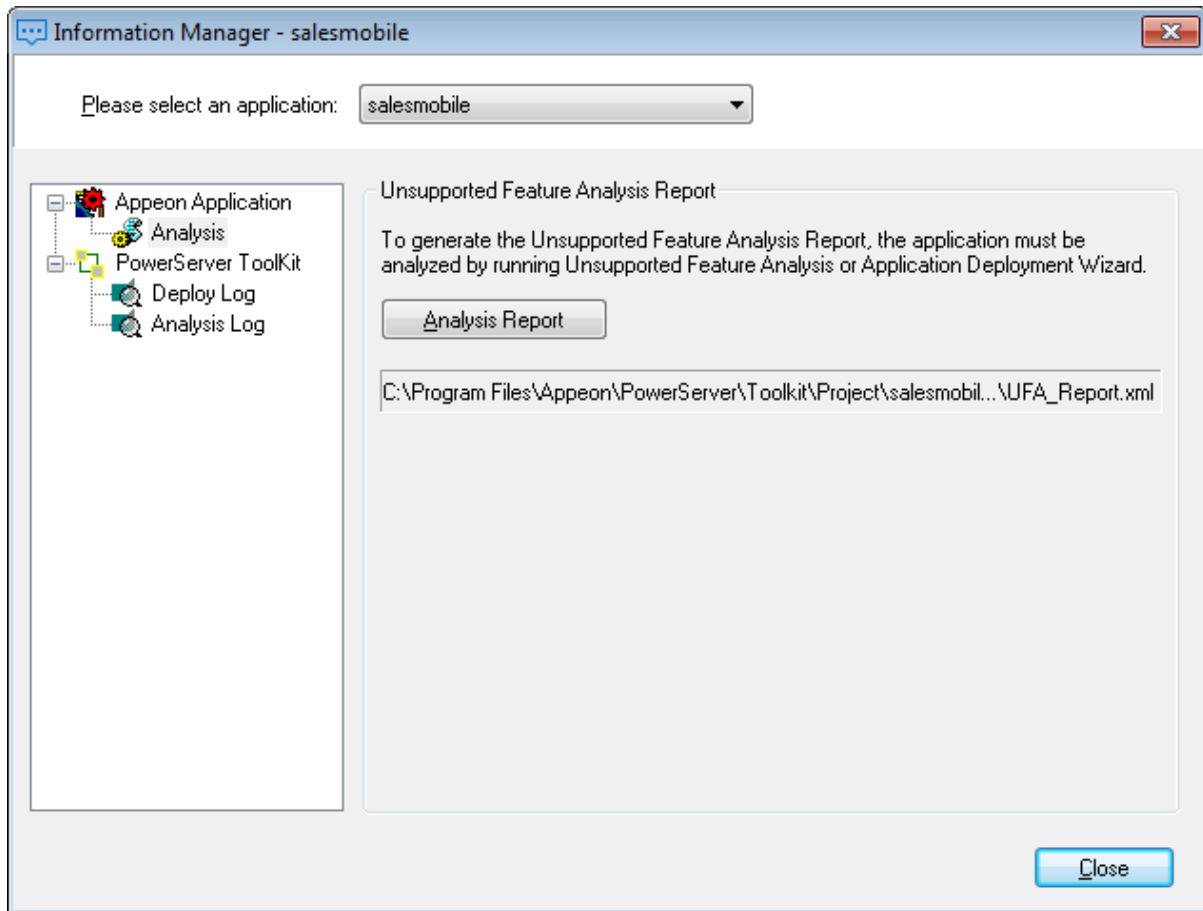 Information Manager - salesmobile
Please select an application:
salesmobile
Appeon Application
Analysis
PowerServer ToolKit
Deploy Log
Analysis Log
Unsupported Feature Analysis Report
To generate the Unsupported Feature Analysis Report, the application must be
analyzed by running Unsupported Feature Analysis or Application Deployment Wizard.
Analysis Report
C:\Program Files\Appeon\PowerServer\Toolkit\Project\salesmobil...\UFA_Report.xml
Close